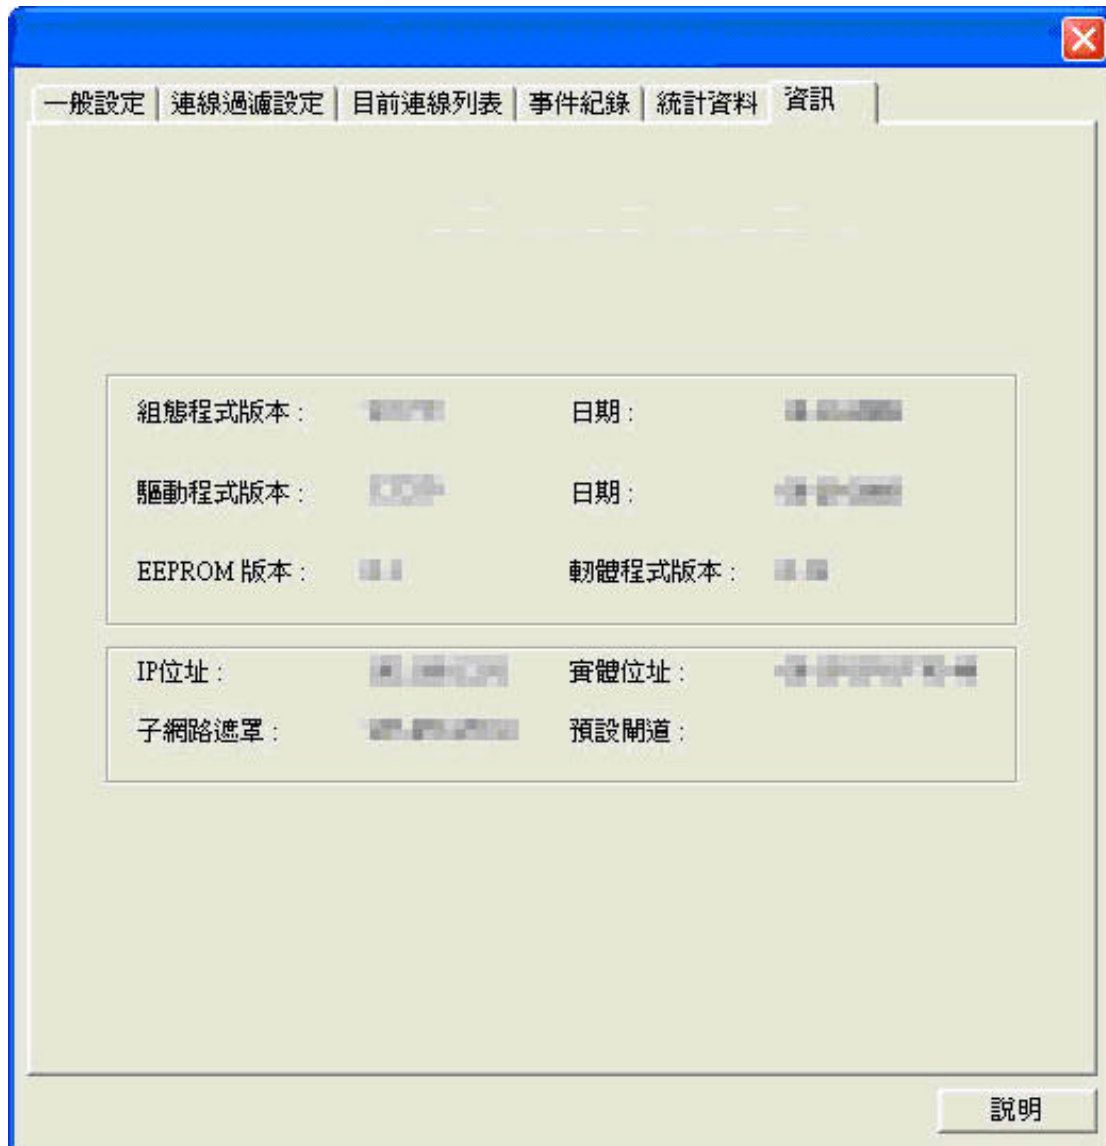 一般設定 連線過濾設定 目前連線列表 事件紀錄 統計資料 資訊
組態程式版本: 日期:
驅動程式版本: 日期:
EEPROM 版本: 軔體程式版本:
IP位址: 實體位址:
子網路遮罩: 預設閘道:
說明